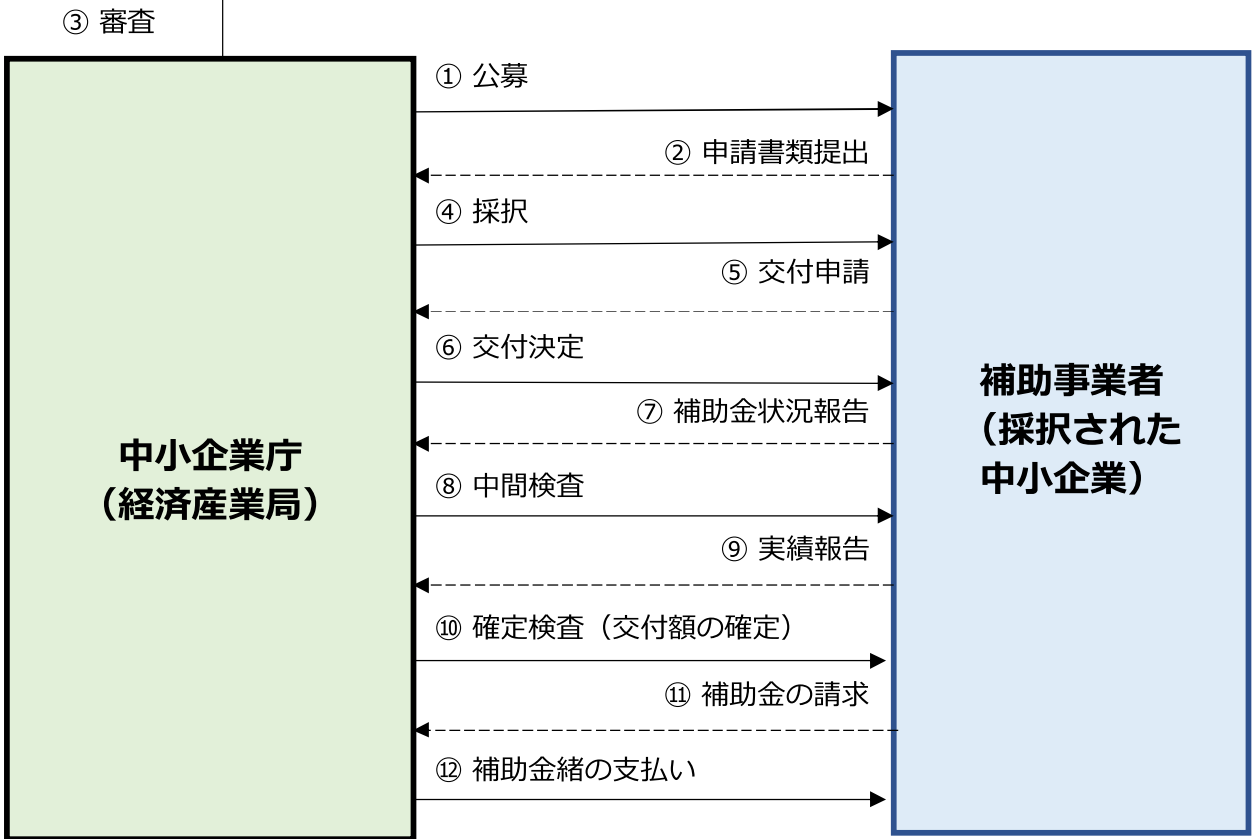 ③ 審査
① 公募
② 申請書類提出
④ 採択
⑤ 交付申請
⑥ 交付決定
⑦ 補助金状況報告
⑧ 中間検査
⑨ 実績報告
⑩ 確定検査（交付額の確定）
⑪ 補助金の請求
⑫ 補助金緒の支払い
中小企業庁
（経済産業局）
補助事業者
（採択された
中小企業）